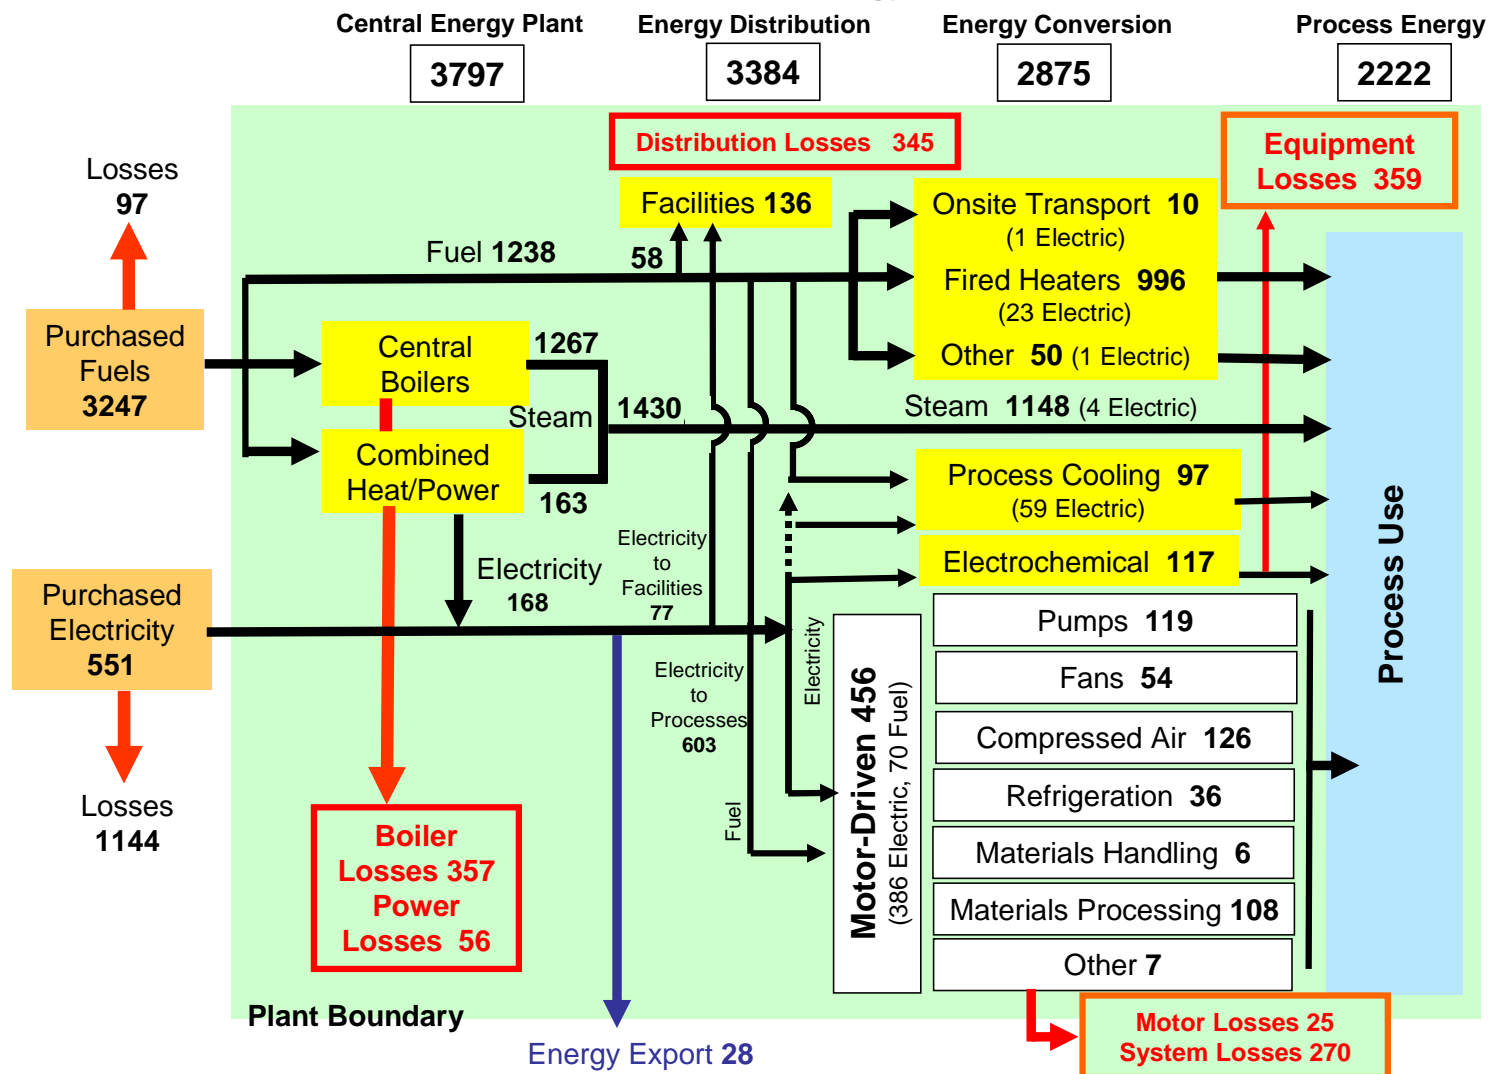 Central Energy Plant
3797
Energy Distribution
3384
Energy Conversion
2875
Process Energy
2222
Distribution Losses 345
Equipment
Losses 359
Losses
97
Facilities 136
Onsite Transport 10
(1 Electric)
Fuel 1238
58
Fired Heaters 996
(23 Electric)
Other 50 (1 Electric)
Purchased
Fuels
3247
Central
Boilers
1267
Steam
1430
Steam 1148 (4 Electric)
Combined
Heat/Power
163
Process Cooling 97
(59 Electric)
Electricity
to
Facilities
77
Electrochemical 117
Electricity
168
Purchased
Electricity
551
Electricity
to
Processes
603
Electricity
Fuel
Motor-Driven 456
(386 Electric, 70 Fuel)
Pumps 119
Fans 54
Compressed Air 126
Refrigeration 36
Materials Handling 6
Materials Processing 108
Other 7
Process Use
Losses
1144
Boiler
Losses 357
Power
Losses 56
Plant Boundary
Energy Export 28
Motor Losses 25
System Losses 270